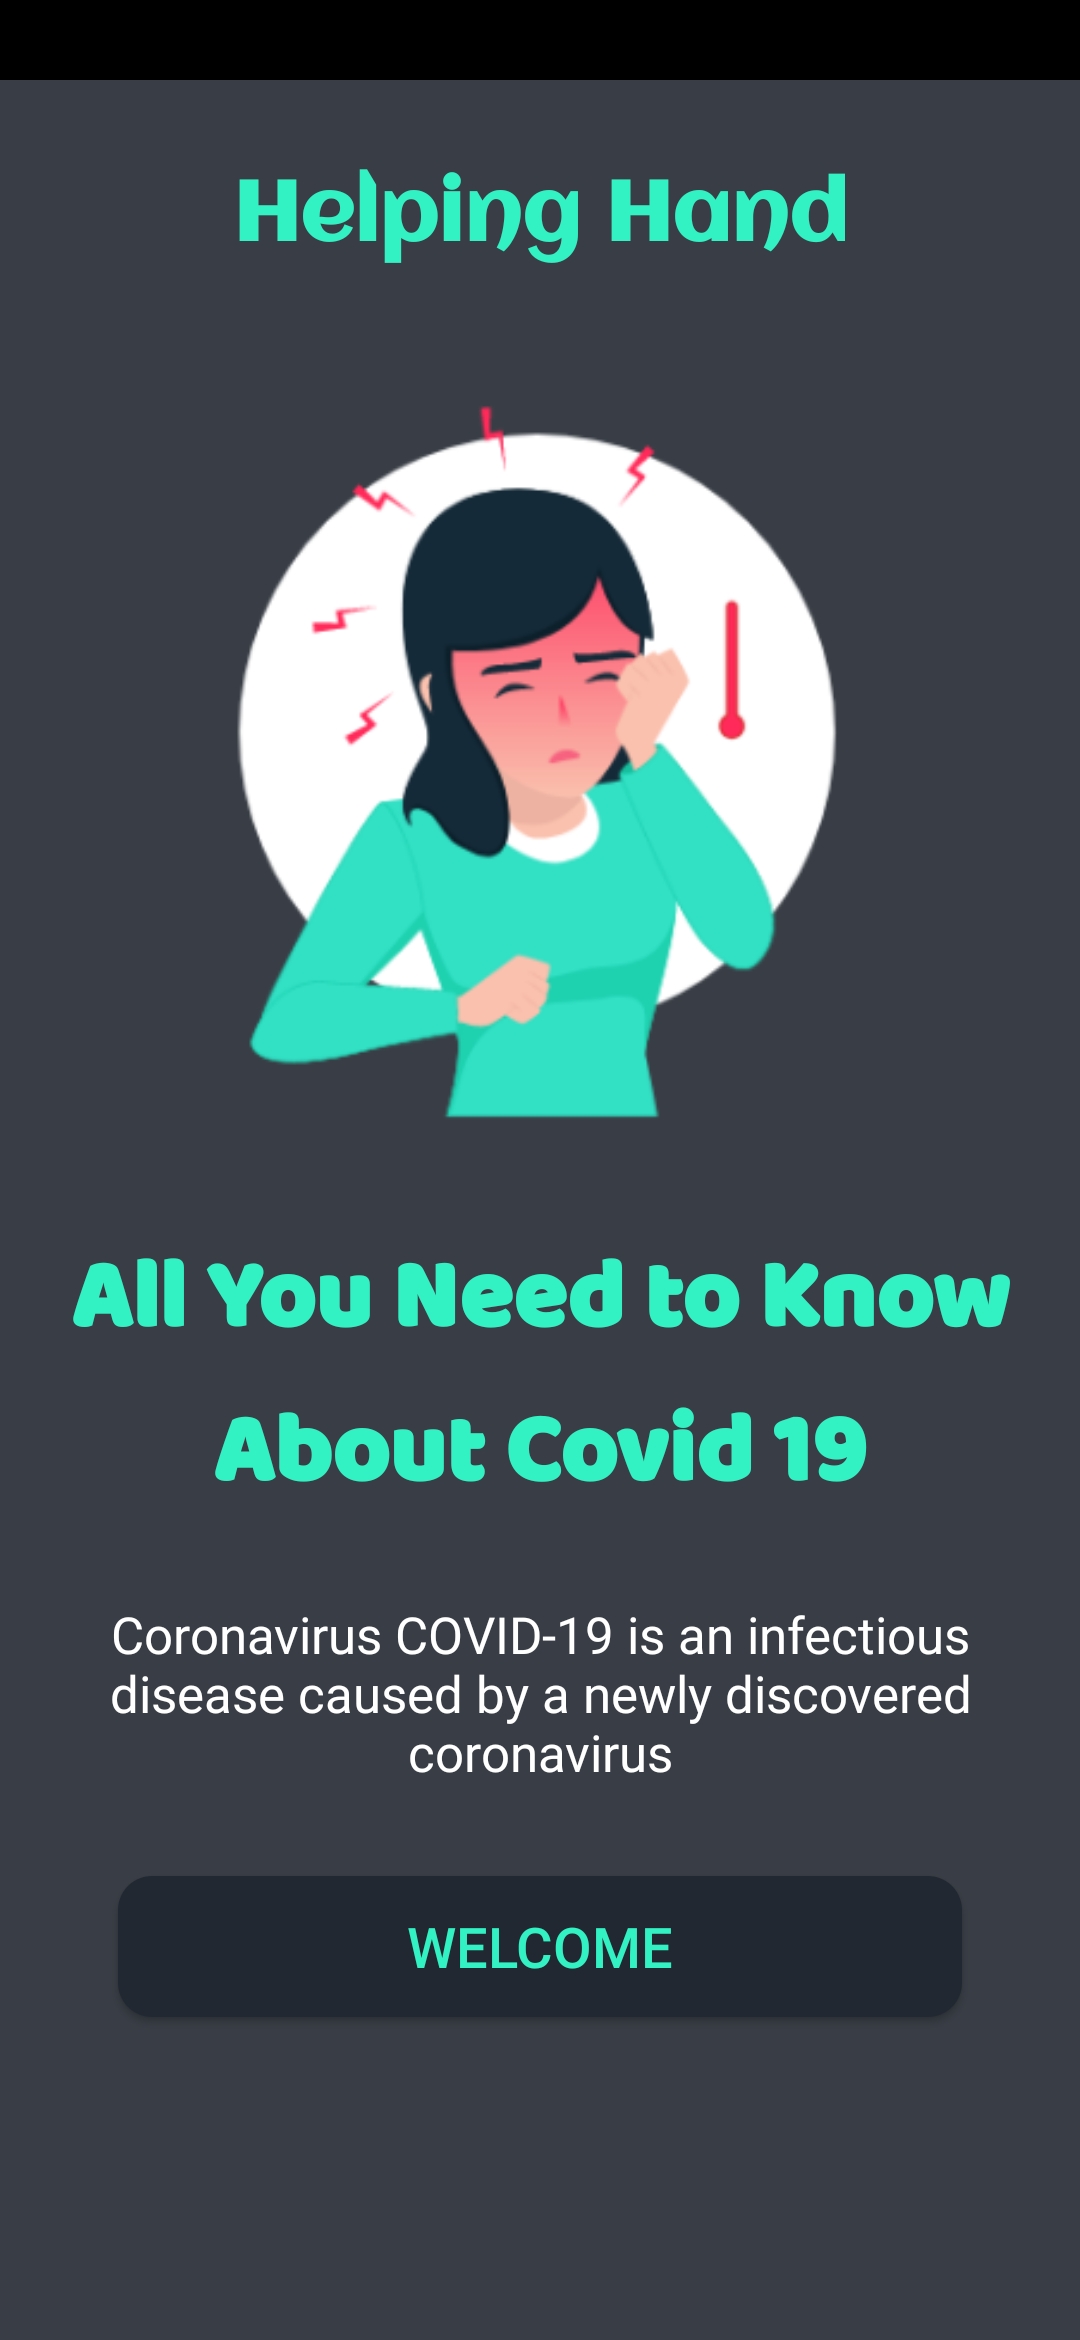 Helping Hand
All You Need to Know
About Covid 19
Coronavirus COVID-19 is an infectious
disease caused by a newly discovered
coronavirus
WELCOME